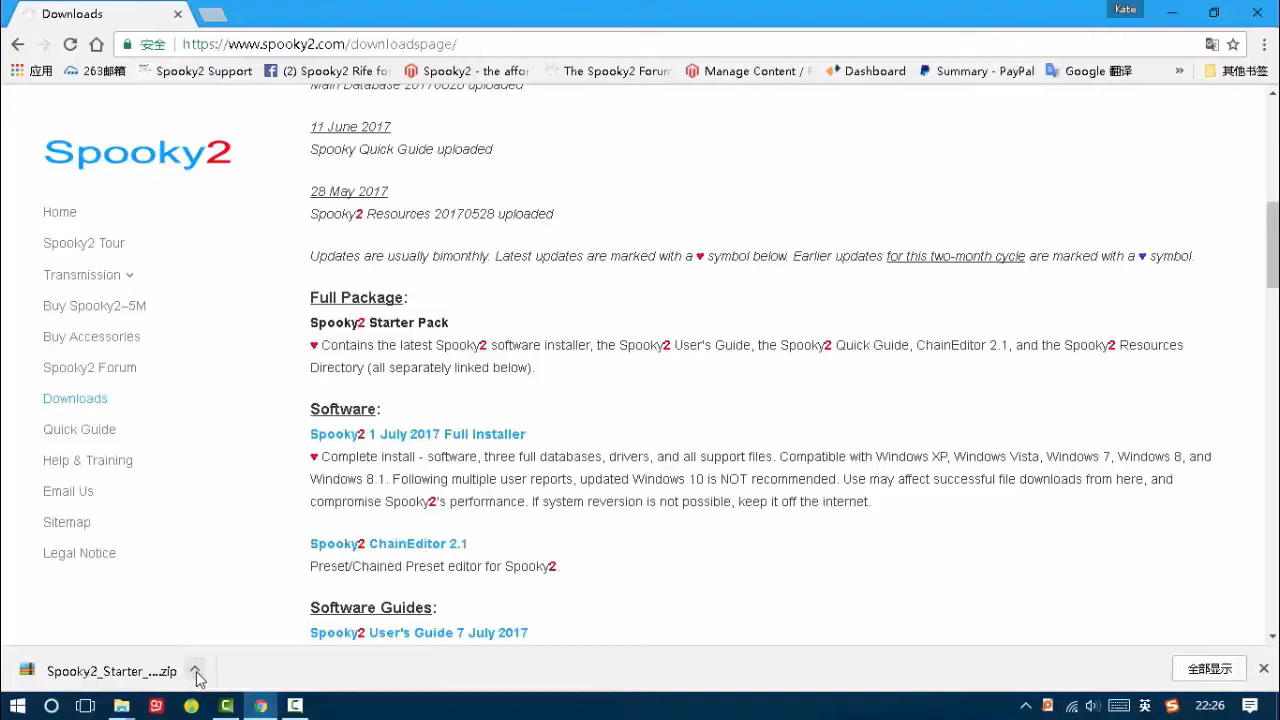 Downloads
Kate
安全 https://www.spooky2.com/downloadspage/
应用 263邮箱 Spooky2 Support (2) Spooky2 Rife for Spooky2 - the affor The Spooky2 Forum Manage Content / Dashboard Summary - PayPal Google 翻译 » 其他书签
Main Database 20170628 uploaded
11 June 2017
Spooky Quick Guide uploaded
28 May 2017
Spooky2 Resources 20170528 uploaded
Updates are usually bimonthly. Latest updates are marked with a ♥ symbol below. Earlier updates for this two-month cycle are marked with a ♥ symbol.
Spooky2
Home
Spooky2 Tour
Transmission
Buy Spooky2–5M
Buy Accessories
Spooky2 Forum
Downloads
Quick Guide
Help & Training
Email Us
Sitemap
Legal Notice
Full Package:
Spooky2 Starter Pack
♥ Contains the latest Spooky2 software installer, the Spooky2 User's Guide, the Spooky2 Quick Guide, ChainEditor 2.1, and the Spooky2 Resources
Directory (all separately linked below).
Software:
Spooky2 1 July 2017 Full Installer
♥ Complete install - software, three full databases, drivers, and all support files. Compatible with Windows XP, Windows Vista, Windows 7, Windows 8, and
Windows 8.1. Following multiple user reports, updated Windows 10 is NOT recommended. Use may affect successful file downloads from here, and
compromise Spooky2's performance. If system reversion is not possible, keep it off the internet.
Spooky2 ChainEditor 2.1
Preset/Chained Preset editor for Spooky2.
Software Guides:
Spooky2 User's Guide 7 July 2017
Spooky2_Starter_....zip
全部显示
英 22:26